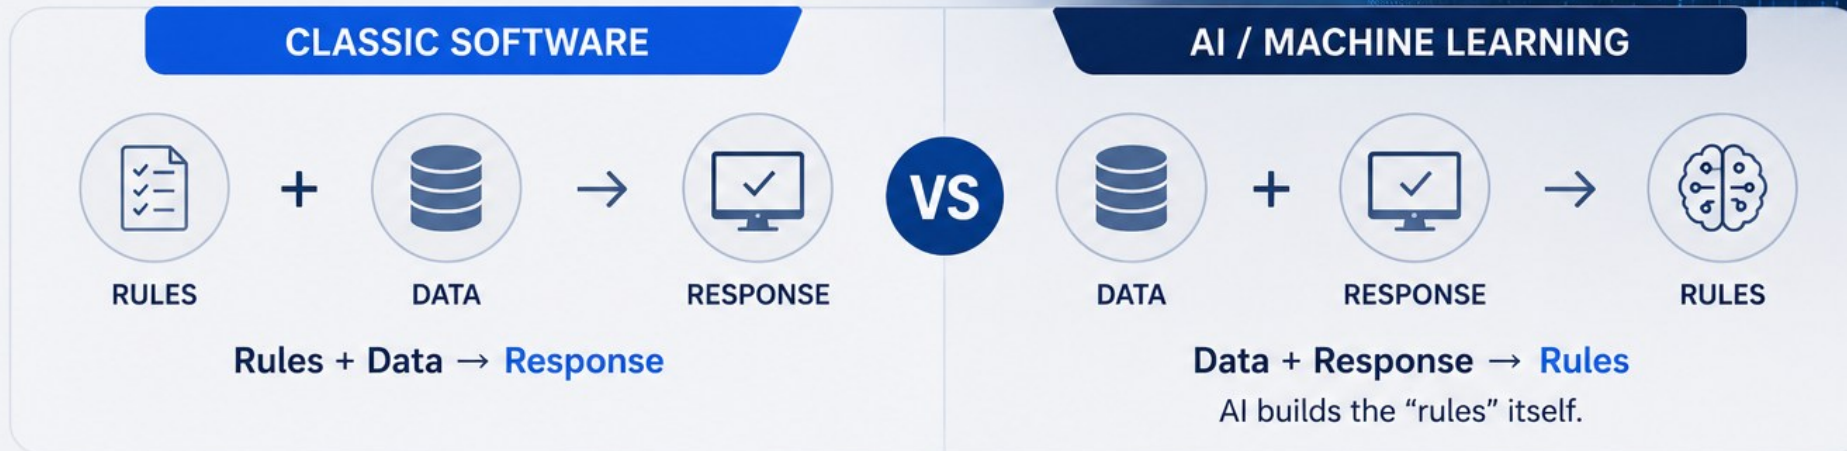 CLASSIC SOFTWARE
RULES + DATA → RESPONSE
Rules + Data → Response
VS
AI / MACHINE LEARNING
DATA + RESPONSE → RULES
Data + Response → Rules
AI builds the “rules” itself.